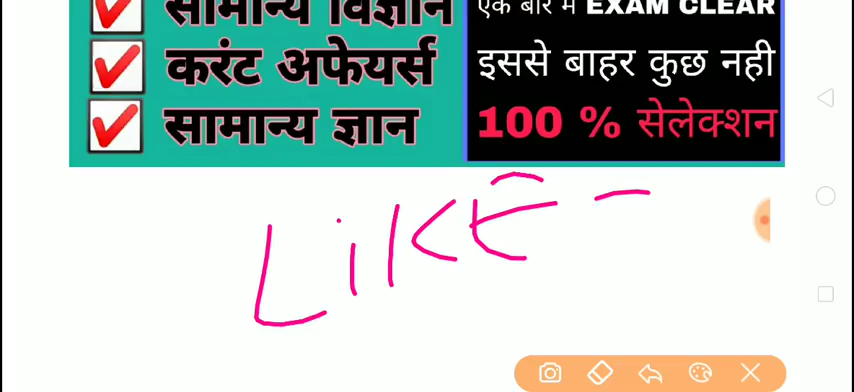 सामान्य विज्ञान
करंट अफेयर्स
सामान्य ज्ञान
एक बार में EXAM CLEAR
इससे बाहर कुछ नही
100 % सेलेक्शन
LiKE -